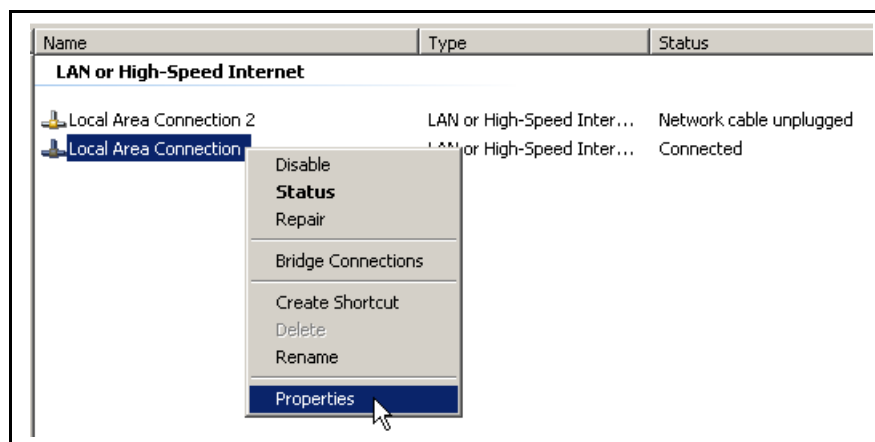 Name Type Status
LAN or High-Speed Internet
Local Area Connection 2 LAN or High-Speed Inter... Network cable unplugged
Local Area Connection LAN or High-Speed Inter... Connected
Disable
Status
Repair
Bridge Connections
Create Shortcut
Delete
Rename
Properties